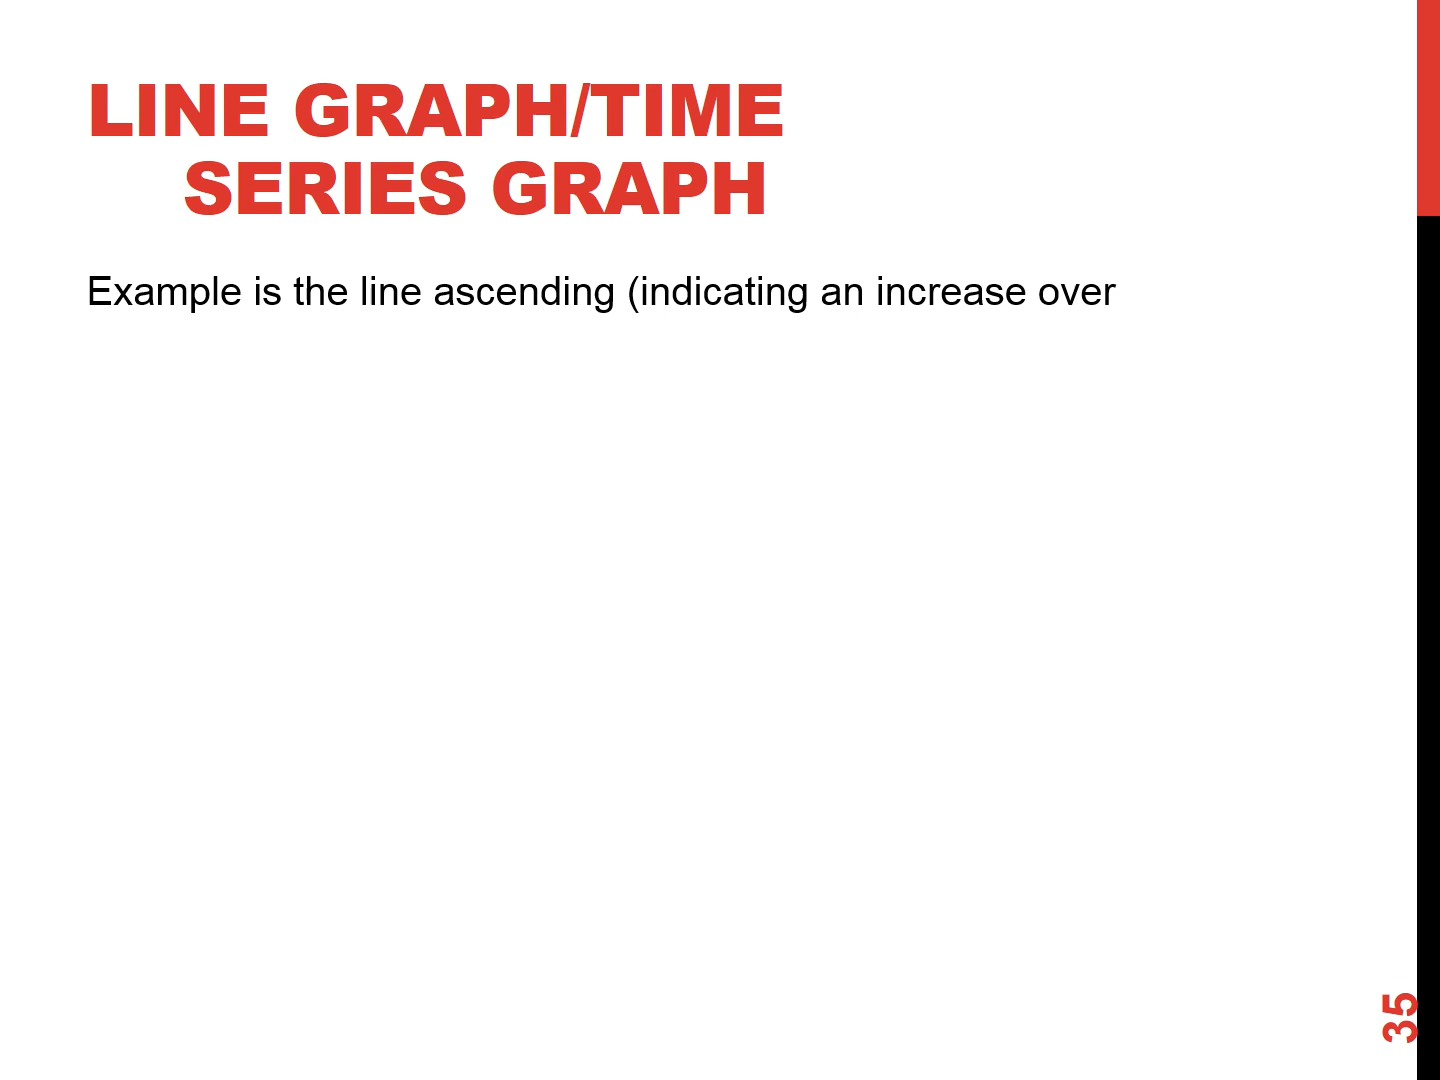 LINE GRAPH/TIME
SERIES GRAPH
Example is the line ascending (indicating an increase over
35